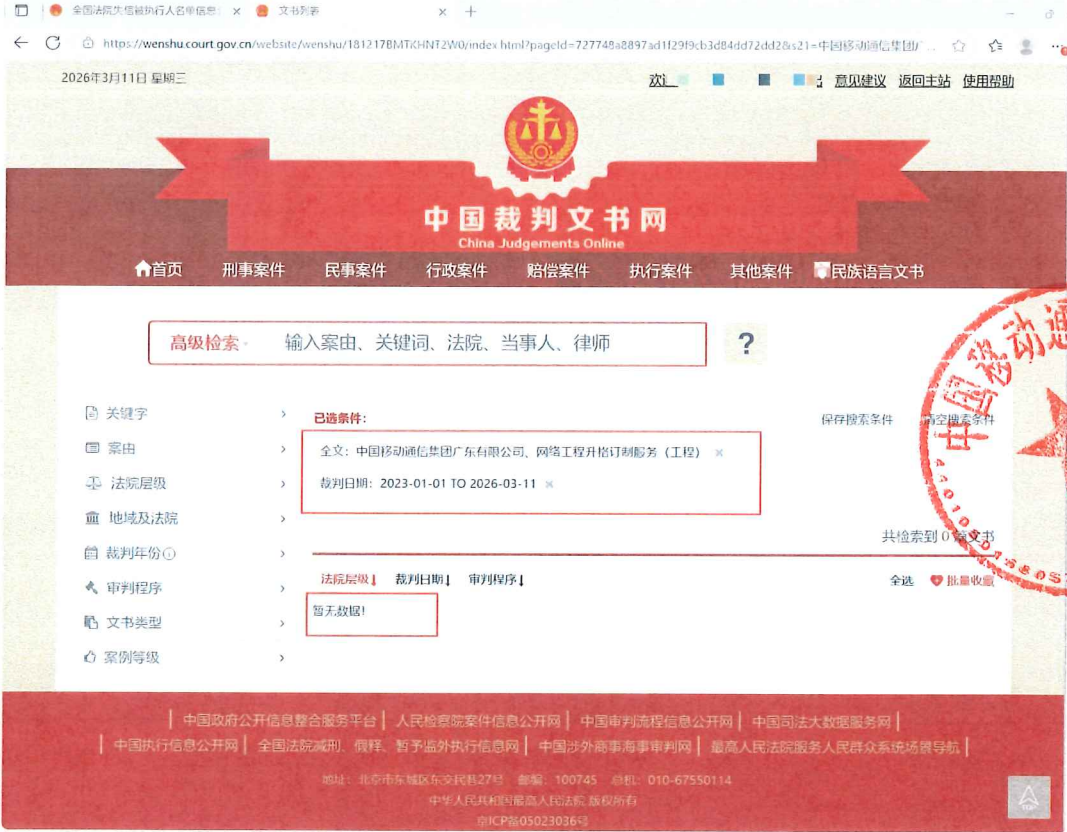 全国法院失信被执行人名单信息 ×
文书列表 ×
https://wenshu.court.gov.cn/website/wenshu/181217BMTKHNT2W0/index.html?pageId=727748a8897ad1f29f9cb3d84dd72dd2&s21=中国移动通信集团广...
2026年3月11日 星期三
欢迎 意见建议 返回主站 使用帮助
中国裁判文书网
China Judgements Online
首页 刑事案件 民事案件 行政案件 赔偿案件 执行案件 其他案件 民族语言文书
高级检索 输入案由、关键词、法院、当事人、律师 ?
关键字
案由
法院层级
地域及法院
裁判年份
审判程序
文书类型
案例等级
已选条件: 保存搜索条件 清空搜索条件
全文: 中国移动通信集团广东有限公司、网络工程升格订制服务（工程） ×
裁判日期: 2023-01-01 TO 2026-03-11 ×
共检索到 0 篇文书
法院层级 裁判日期 审判程序 全选 批量收藏
暂无数据!
中国移动通
中国政府公开信息整合服务平台 | 人民检察院案件信息公开网 | 中国审判流程信息公开网 | 中国司法大数据服务网 |
中国执行信息公开网 | 全国法院减刑、假释、暂予监外执行信息网 | 中国涉外商事海事审判网 | 最高人民法院服务人民群众系统场景导航 |
地址: 北京市东城区东交民巷27号 邮编: 100745 总机: 010-67550114
中华人民共和国最高人民法院 版权所有
京ICP备05023036号
TOP